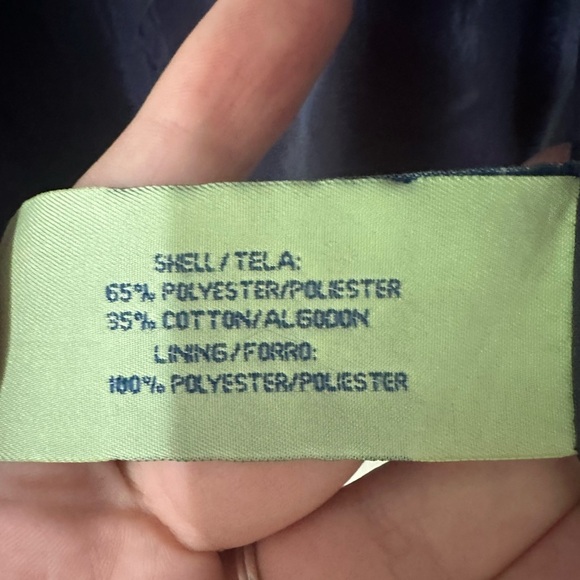 SHELL/TELA:
65% POLYESTER/POLIESTER
35% COTTON/ALGODON
LINING/FORRO:
100% POLYESTER/POLIESTER